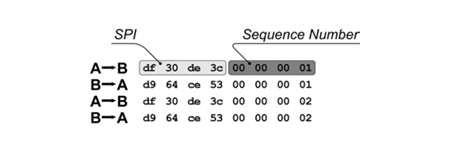 SPI Sequence Number
A→B df 30 de 3c 00 00 00 01
B→A d9 64 ce 53 00 00 00 01
A→B df 30 de 3c 00 00 00 02
B→A d9 64 ce 53 00 00 00 02